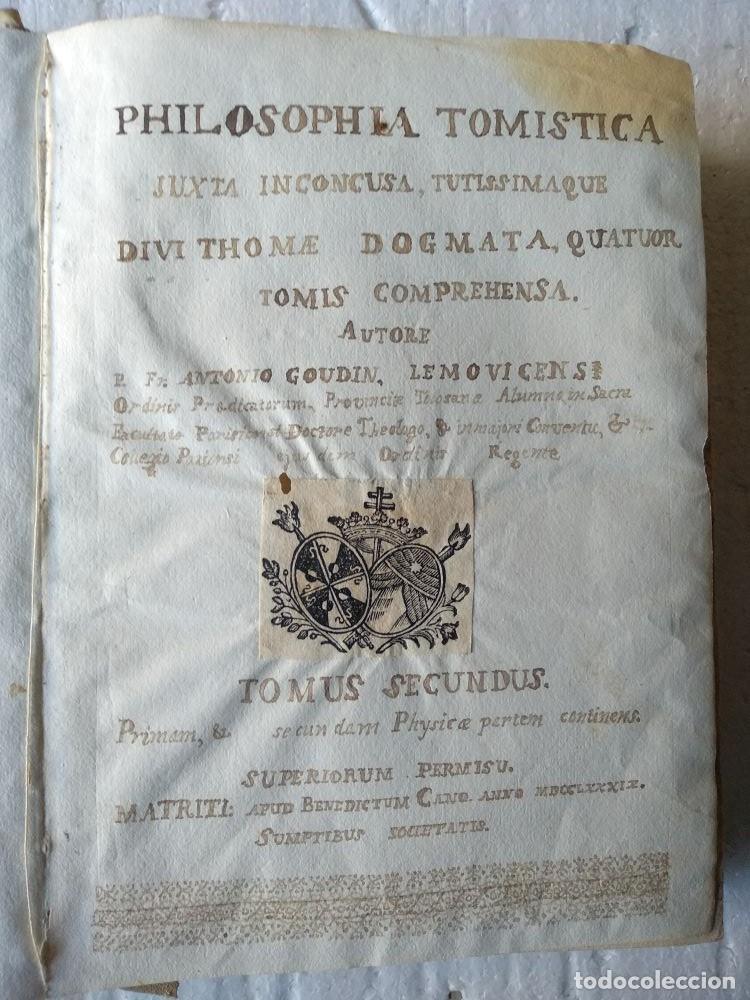 PHILOSOPHIA TOMISTICA
JUXTA INCONCUSA, TUTISSIMAQUE
DIVI THOMÆ DOGMATA, QUATUOR
TOMIS COMPREHENSA.
AUTORE
P. Fr. ANTONIO GOUDIN, LEMOVICENSI
Ordinis Prædicatorum, Provinciæ Tolosanæ Alumno, in Sacra
Facultate Parisiensi Doctore Theologo, & in majori Conventu, &
Collegio ejusdem Ordinis Regente
TOMUS SECUNDUS.
Primam, & secundam Physicæ partem continens.
SUPERIORUM PERMISU.
MATRITI: APUD BENEDICTUM CANO. ANNO MDCCLXXXIX.
SUMPTIBUS SOCIETATIS.
todocoleccion